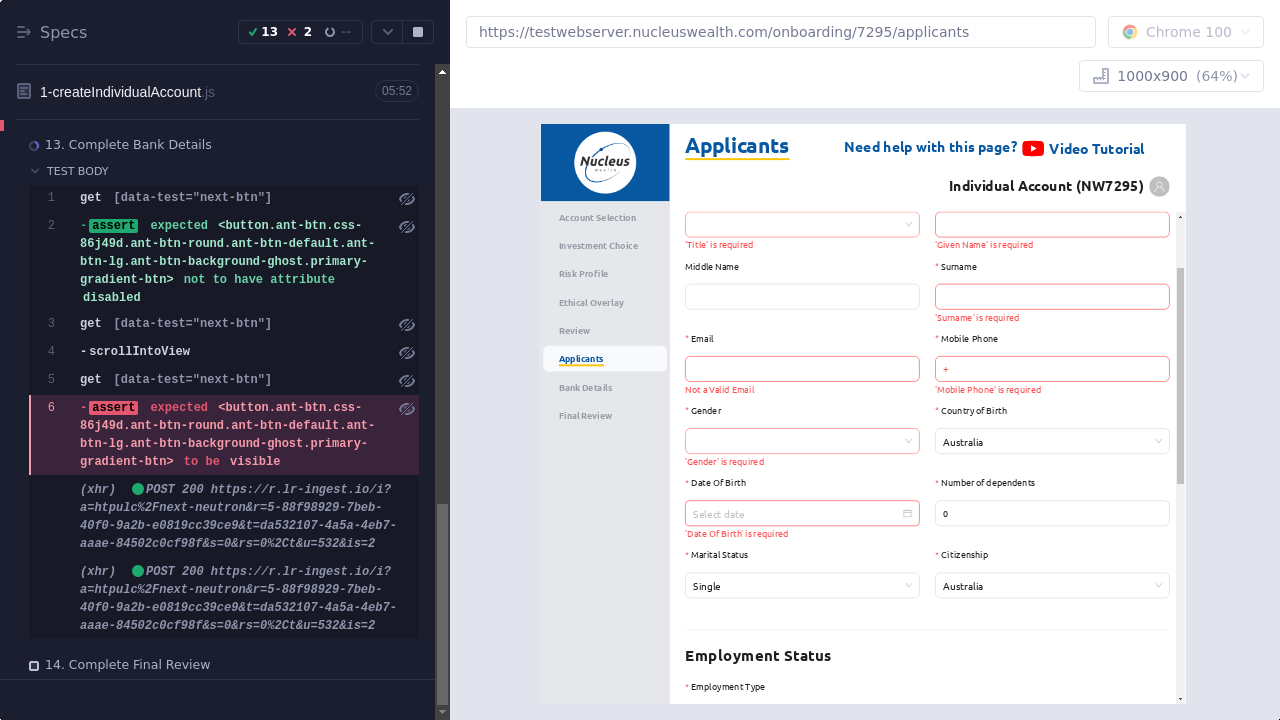 Specs
13
2
--
1-createIndividualAccount.js
05:52
13. Complete Bank Details
TEST BODY
1 get [data-test="next-btn"]
2 -assert expected <button.ant-btn.css-
86j49d.ant-btn-round.ant-btn-default.ant-
btn-lg.ant-btn-background-ghost.primary-
gradient-btn> not to have attribute
disabled
3 get [data-test="next-btn"]
4 -scrollIntoView
5 get [data-test="next-btn"]
6 -assert expected <button.ant-btn.css-
86j49d.ant-btn-round.ant-btn-default.ant-
btn-lg.ant-btn-background-ghost.primary-
gradient-btn> to be visible
(xhr) POST 200 https://r.lr-ingest.io/i?
a=htpulc%2Fnext-neutron&r=5-88f98929-7beb-
40f0-9a2b-e0819cc39ce9&t=da532107-4a5a-4eb7-
aaae-84502c0cf98f&s=0&rs=0%2Ct&u=532&is=2
(xhr) POST 200 https://r.lr-ingest.io/i?
a=htpulc%2Fnext-neutron&r=5-88f98929-7beb-
40f0-9a2b-e0819cc39ce9&t=da532107-4a5a-4eb7-
aaae-84502c0cf98f&s=0&rs=0%2Ct&u=532&is=2
14. Complete Final Review
https://testwebserver.nucleuswealth.com/onboarding/7295/applicants
Chrome 100
1000x900 (64%)
Nucleus
Wealth
Account Selection
Investment Choice
Risk Profile
Ethical Overlay
Review
Applicants
Bank Details
Final Review
Applicants
Need help with this page? Video Tutorial
Individual Account (NW7295)
'Title' is required
'Given Name' is required
Middle Name
* Surname
'Surname' is required
* Email
* Mobile Phone
+
Not a Valid Email
'Mobile Phone' is required
* Gender
* Country of Birth
Australia
'Gender' is required
* Date Of Birth
* Number of dependents
Select date
0
'Date Of Birth' is required
* Marital Status
* Citizenship
Single
Australia
Employment Status
* Employment Type